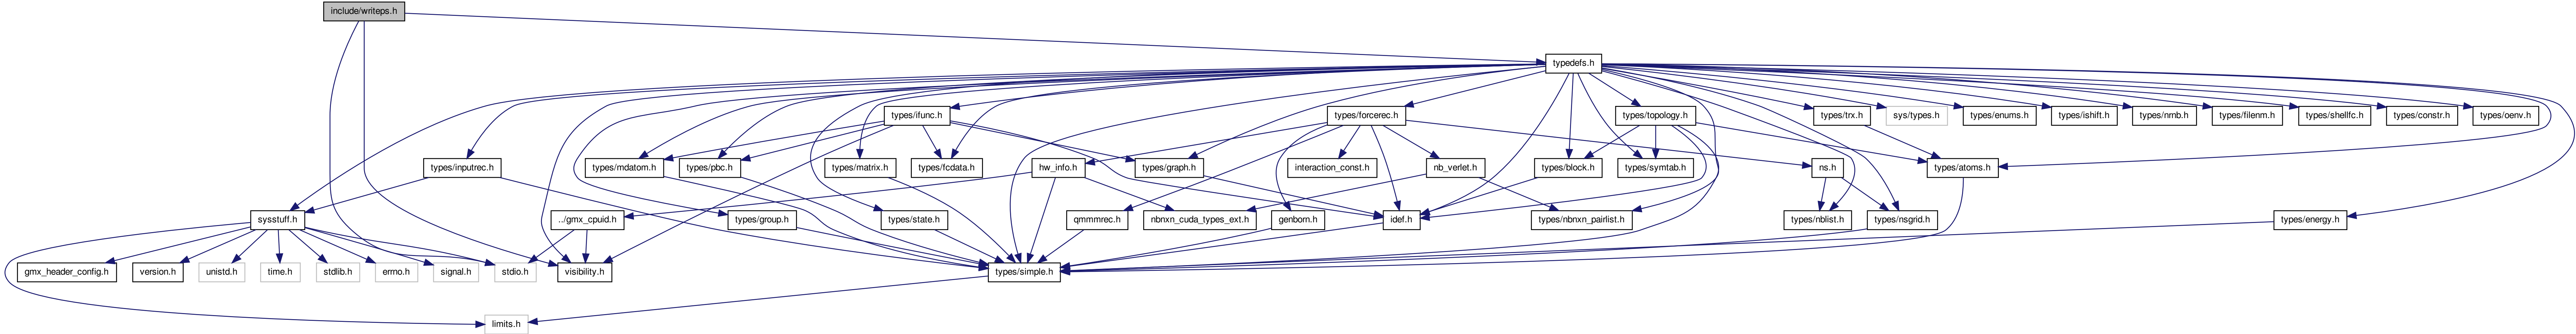 include/writeps.h
typedefs.h
types/ifunc.h
types/forcerec.h
types/topology.h
types/trx.h
sys/types.h
types/enums.h
types/ishift.h
types/nrnb.h
types/filenm.h
types/shellfc.h
types/constr.h
types/oenv.h
types/inputrec.h
types/mdatom.h
types/pbc.h
types/matrix.h
types/fcdata.h
hw_info.h
types/graph.h
interaction_const.h
nb_verlet.h
types/block.h
types/symtab.h
ns.h
types/atoms.h
sysstuff.h
../gmx_cpuid.h
types/group.h
types/state.h
qmmmrec.h
nbnxn_cuda_types_ext.h
genborn.h
idef.h
types/nbnxn_pairlist.h
types/nblist.h
types/nsgrid.h
types/energy.h
gmx_header_config.h
version.h
unistd.h
time.h
stdlib.h
errno.h
signal.h
stdio.h
visibility.h
types/simple.h
limits.h